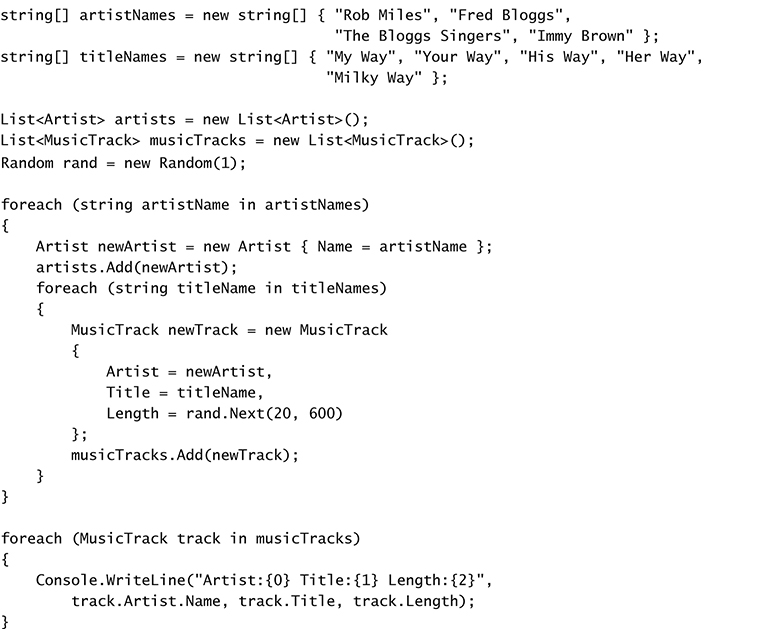 string[] artistNames = new string[] { "Rob Miles", "Fred Bloggs",
                                      "The Bloggs Singers", "Immy Brown" };
string[] titleNames = new string[] { "My Way", "Your Way", "His Way", "Her Way",
                                     "Milky Way" };

List<Artist> artists = new List<Artist>();
List<MusicTrack> musicTracks = new List<MusicTrack>();
Random rand = new Random(1);

foreach (string artistName in artistNames)
{
    Artist newArtist = new Artist { Name = artistName };
    artists.Add(newArtist);
    foreach (string titleName in titleNames)
    {
        MusicTrack newTrack = new MusicTrack
        {
            Artist = newArtist,
            Title = titleName,
            Length = rand.Next(20, 600)
        };
        musicTracks.Add(newTrack);
    }
}

foreach (MusicTrack track in musicTracks)
{
    Console.WriteLine("Artist:{0} Title:{1} Length:{2}",
        track.Artist.Name, track.Title, track.Length);
}